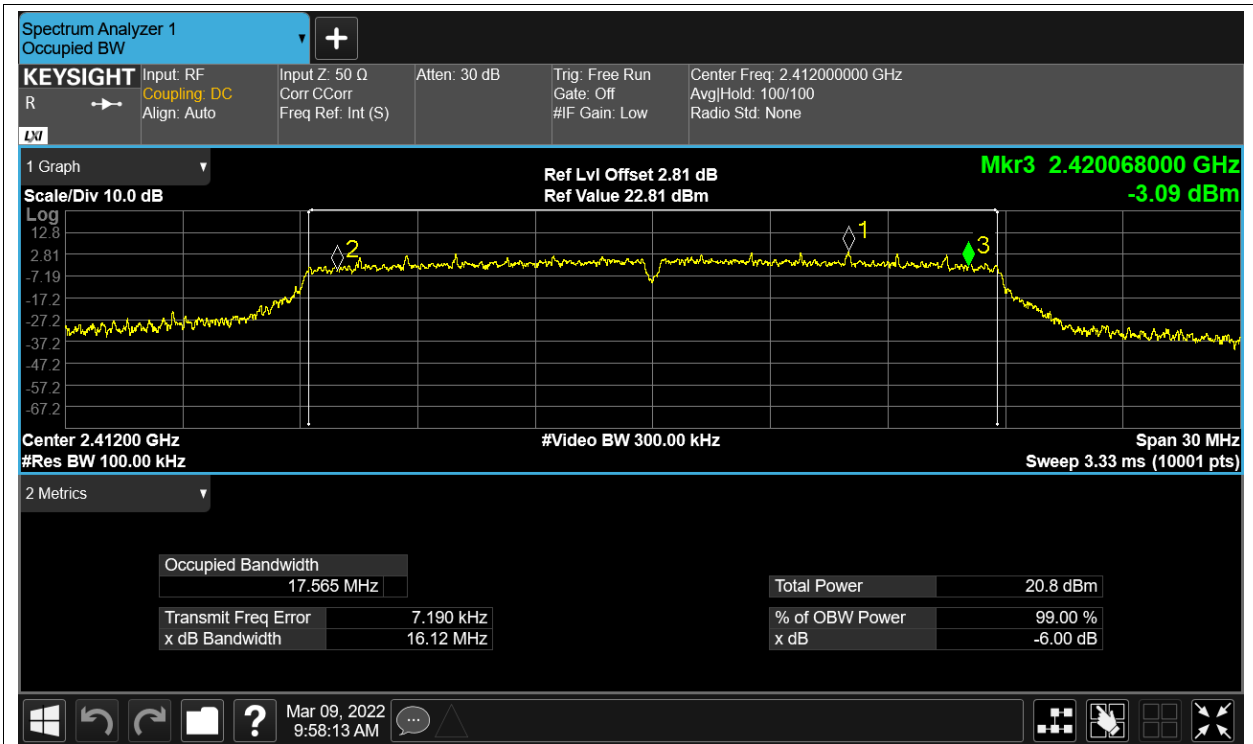 Spectrum Analyzer 1
Occupied BW
KEYSIGHT
R
LXI
Input: RF
Coupling: DC
Align: Auto
Input Z: 50 Ω
Corr CCorr
Freq Ref: Int (S)
Atten: 30 dB
Trig: Free Run
Gate: Off
#IF Gain: Low
Center Freq: 2.412000000 GHz
Avg|Hold: 100/100
Radio Std: None
1 Graph
Scale/Div 10.0 dB
Ref Lvl Offset 2.81 dB
Ref Value 22.81 dBm
Mkr3 2.420068000 GHz
-3.09 dBm
Log
12.8
2.81
-7.19
-17.2
-27.2
-37.2
-47.2
-57.2
-67.2
2
1
3
Center 2.41200 GHz
#Res BW 100.00 kHz
#Video BW 300.00 kHz
Span 30 MHz
Sweep 3.33 ms (10001 pts)
2 Metrics
Occupied Bandwidth
17.565 MHz
Transmit Freq Error 7.190 kHz
x dB Bandwidth 16.12 MHz
Total Power 20.8 dBm
% of OBW Power 99.00 %
x dB -6.00 dB
?
Mar 09, 2022
9:58:13 AM